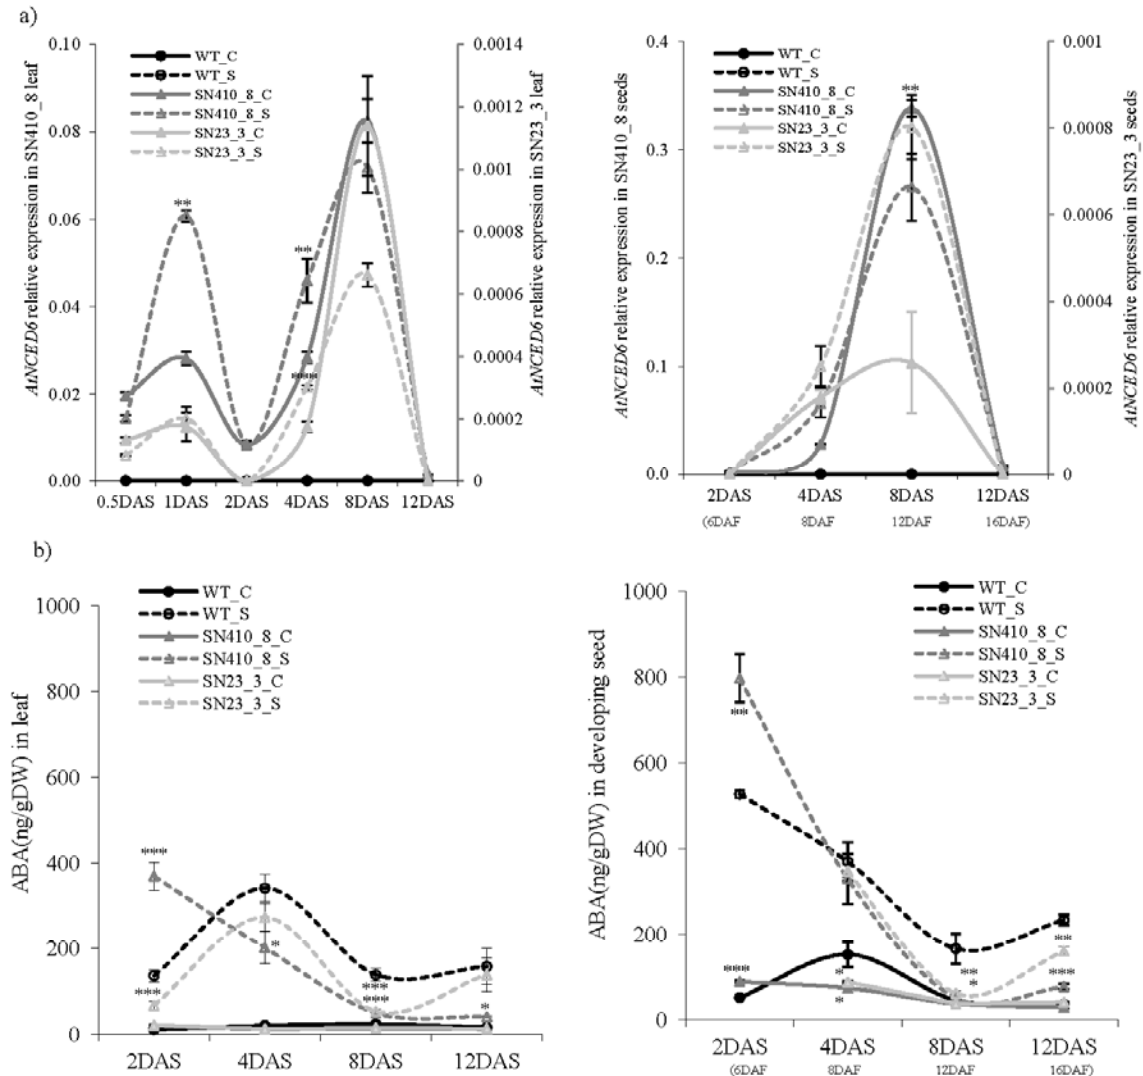 a)
AtNCED6 relative expression in SN410_8 leaf
0.10
0.08
0.06
0.04
0.02
0.00
WT_C
WT_S
SN410_8_C
SN410_8_S
SN23_3_C
SN23_3_S
**
**
***
0.0014
0.0012
0.001
0.0008
0.0006
0.0004
0.0002
0
AtNCED6 relative expression in SN23_3 leaf
0.5DAS 1DAS 2DAS 4DAS 8DAS 12DAS
AtNCED6 relative expression in SN410_8 seeds
0.4
0.3
0.2
0.1
0.0
WT_C
WT_S
SN410_8_C
SN410_8_S
SN23_3_C
SN23_3_S
**
0.001
0.0008
0.0006
0.0004
0.0002
0
AtNCED6 relative expression in SN23_3 seeds
2DAS 4DAS 8DAS 12DAS
(6DAF 8DAF 12DAF 16DAF)
b)
ABA(ng/gDW) in leaf
1000
800
600
400
200
0
WT_C
WT_S
SN410_8_C
SN410_8_S
SN23_3_C
SN23_3_S
***
***
*
***
***
*
2DAS 4DAS 8DAS 12DAS
ABA(ng/gDW) in developing seed
1000
800
600
400
200
0
WT_C
WT_S
SN410_8_C
SN410_8_S
SN23_3_C
SN23_3_S
**
***
*
*
**
*
**
***
2DAS 4DAS 8DAS 12DAS
(6DAF 8DAF 12DAF 16DAF)